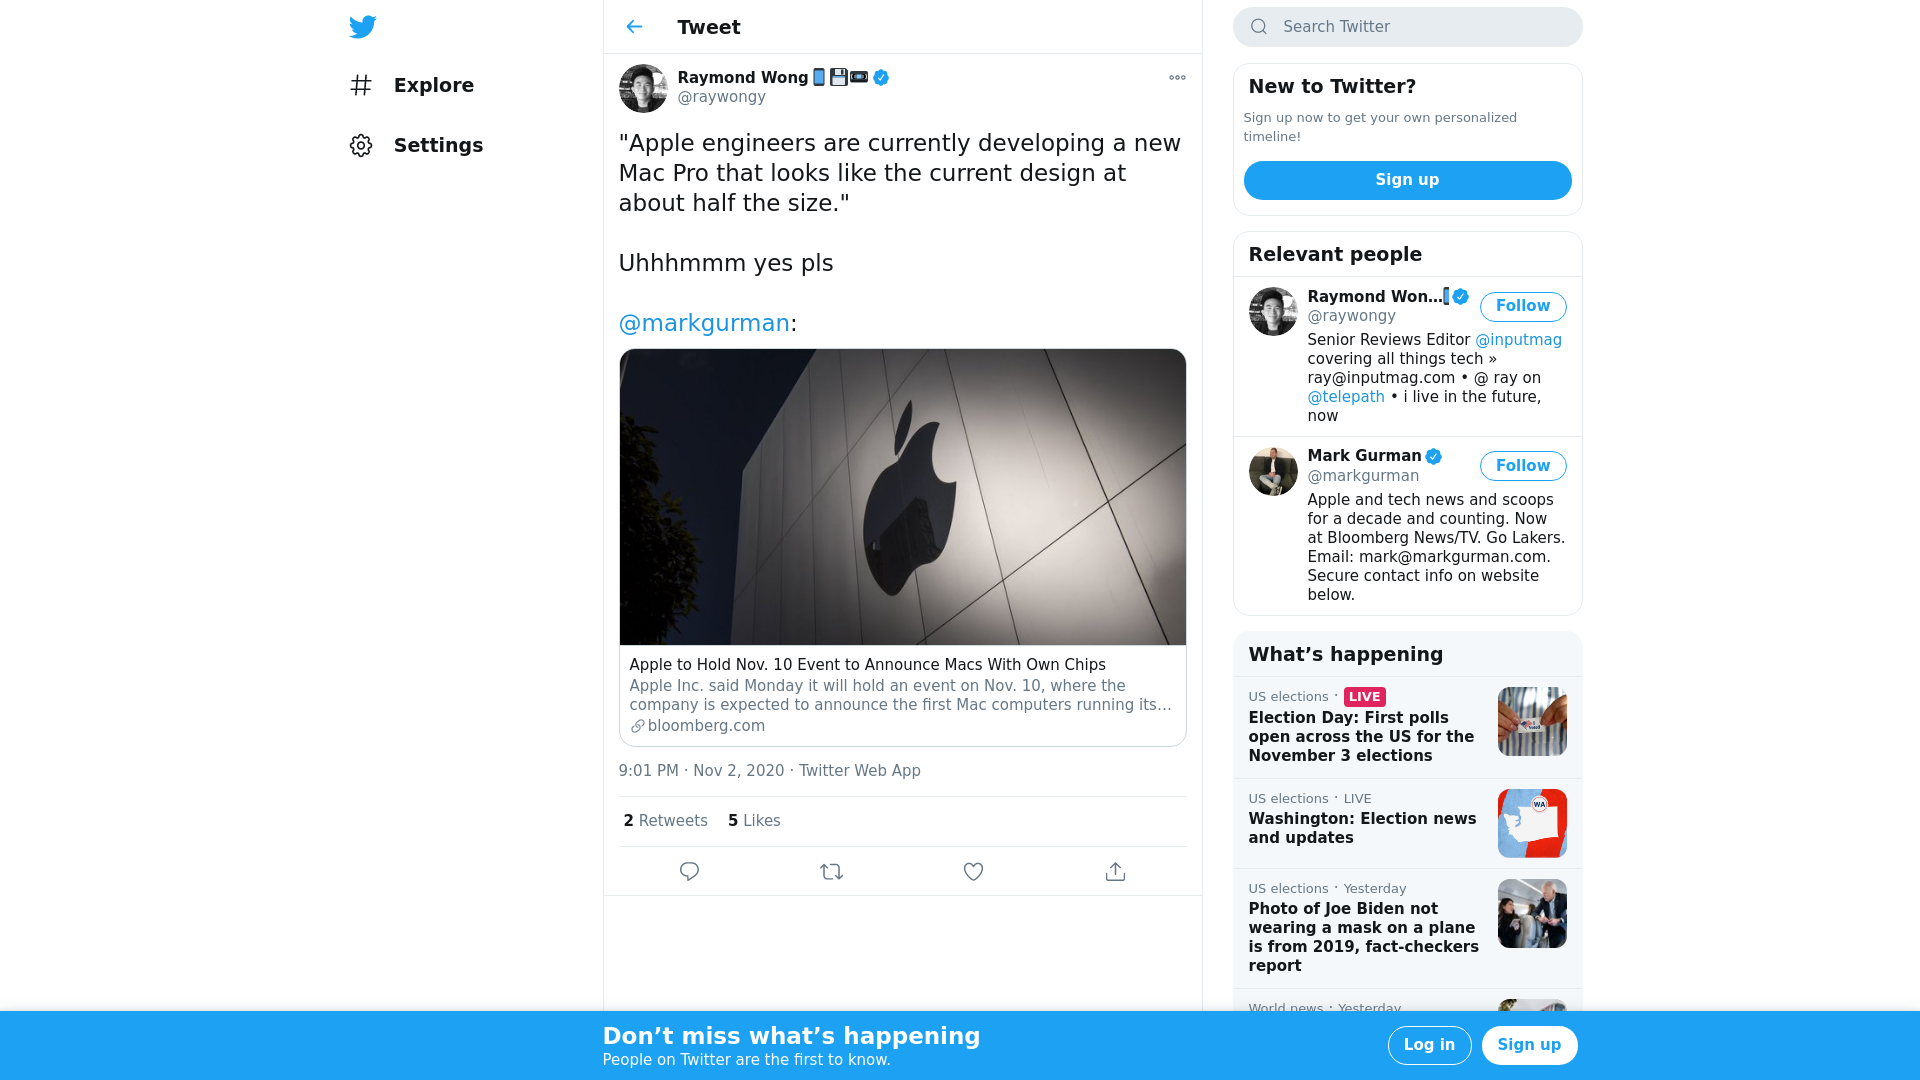 Explore
Settings
Tweet
Raymond Wong
@raywongy
"Apple engineers are currently developing a new
Mac Pro that looks like the current design at
about half the size."
Uhhhmmm yes pls
@markgurman:
Apple to Hold Nov. 10 Event to Announce Macs With Own Chips
Apple Inc. said Monday it will hold an event on Nov. 10, where the
company is expected to announce the first Mac computers running its...
bloomberg.com
9:01 PM · Nov 2, 2020 · Twitter Web App
2 Retweets 5 Likes
Search Twitter
New to Twitter?
Sign up now to get your own personalized
timeline!
Sign up
Relevant people
Raymond Won...
@raywongy
Follow
Senior Reviews Editor @inputmag
covering all things tech »
ray@inputmag.com • @ ray on
@telepath • i live in the future,
now
Mark Gurman
@markgurman
Follow
Apple and tech news and scoops
for a decade and counting. Now
at Bloomberg News/TV. Go Lakers.
Email: mark@markgurman.com.
Secure contact info on website
below.
What's happening
US elections · LIVE
Election Day: First polls
open across the US for the
November 3 elections
US elections · LIVE
Washington: Election news
and updates
WA
US elections · Yesterday
Photo of Joe Biden not
wearing a mask on a plane
is from 2019, fact-checkers
report
World news · Yesterday
Don't miss what's happening
People on Twitter are the first to know.
Log in
Sign up